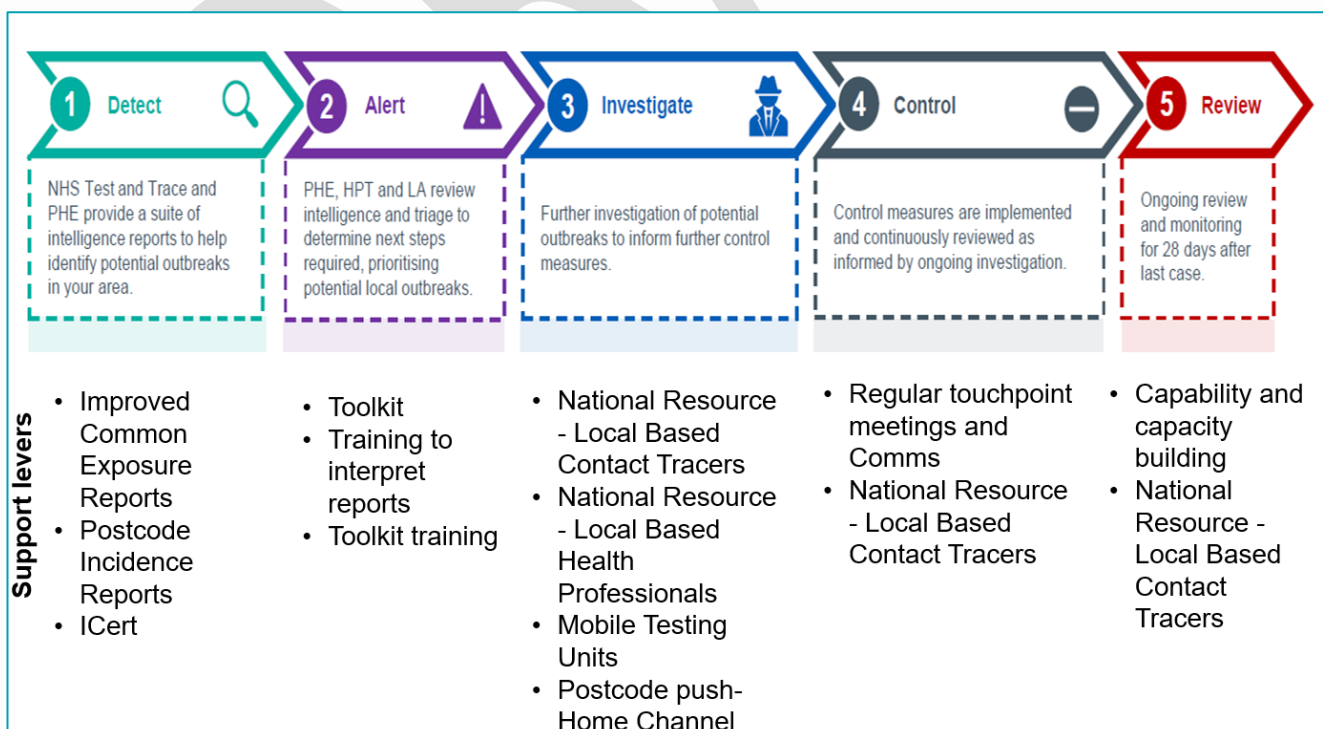 1 Detect
2 Alert
3 Investigate
4 Control
5 Review
NHS Test and Trace and
PHE provide a suite of
intelligence reports to help
identify potential outbreaks
in your area.
PHE, HPT and LA review
intelligence and triage to
determine next steps
required, prioritising
potential local outbreaks.
Further investigation of potential
outbreaks to inform further control
measures.
Control measures are implemented
and continuously reviewed as
informed by ongoing investigation.
Ongoing review
and monitoring
for 28 days after
last case.
Support levers
• Improved
Common
Exposure
Reports
• Postcode
Incidence
Reports
• ICert
• Toolkit
• Training to
interpret
reports
• Toolkit training
• National Resource
- Local Based
Contact Tracers
• National Resource
- Local Based
Health
Professionals
• Mobile Testing
Units
• Postcode push-
Home Channel
• Regular touchpoint
meetings and
Comms
• National Resource
- Local Based
Contact Tracers
• Capability and
capacity
building
• National
Resource -
Local Based
Contact
Tracers